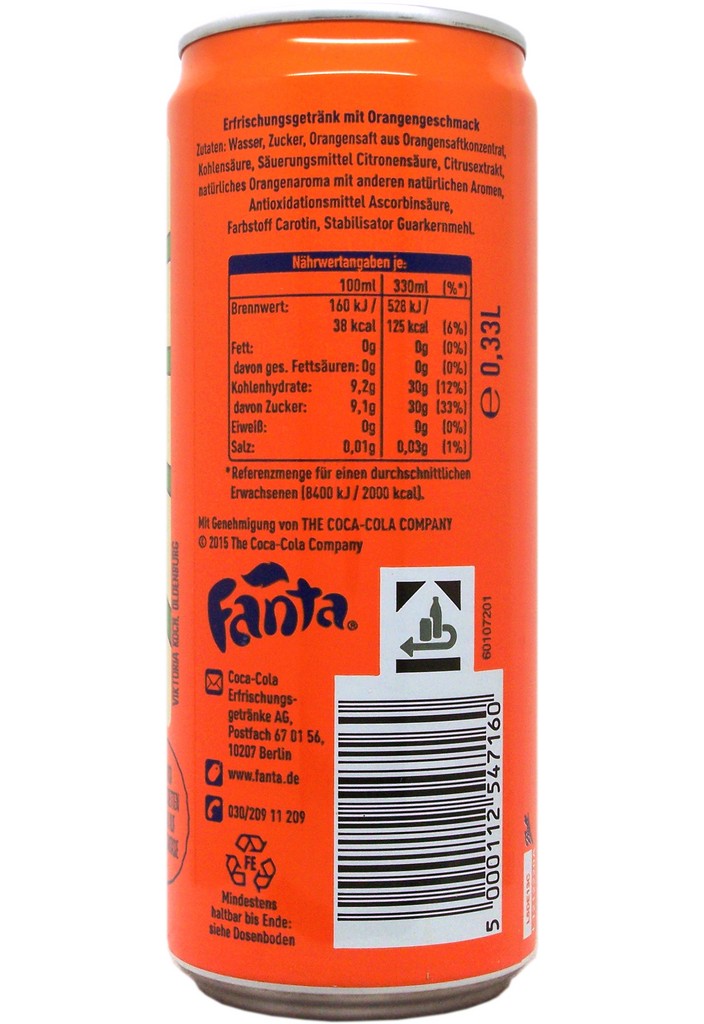 Erfrischungsgetränk mit Orangengeschmack
Zutaten: Wasser, Zucker, Orangensaft aus Orangensaftkonzentrat,
Kohlensäure, Säuerungsmittel Citronensäure, Citrusextrakt,
natürliches Orangenaroma mit anderen natürlichen Aromen,
Antioxidationsmittel Ascorbinsäure,
Farbstoff Carotin, Stabilisator Guarkernmehl.
Nährwertangaben je:
100ml 330ml (%*)
Brennwert: 160 kJ / 528 kJ /
38 kcal 125 kcal (6%)
Fett: 0g 0g (0%)
davon ges. Fettsäuren: 0g 0g (0%)
Kohlenhydrate: 9,2g 30g (12%)
davon Zucker: 9,1g 30g (33%)
Eiweiß: 0g 0g (0%)
Salz: 0,01g 0,03g (1%)
℮ 0,33L
*Referenzmenge für einen durchschnittlichen
Erwachsenen (8400 kJ / 2000 kcal).
Mit Genehmigung von THE COCA-COLA COMPANY
© 2015 The Coca-Cola Company
VIKTORIA KOCH, OLDENBURG
Fanta®
60107201
Coca-Cola
Erfrischungs-
getränke AG,
Postfach 67 01 56,
10207 Berlin
www.fanta.de
030/209 11 209
FE
Mindestens
haltbar bis Ende:
siehe Dosenboden
5 000112 547160